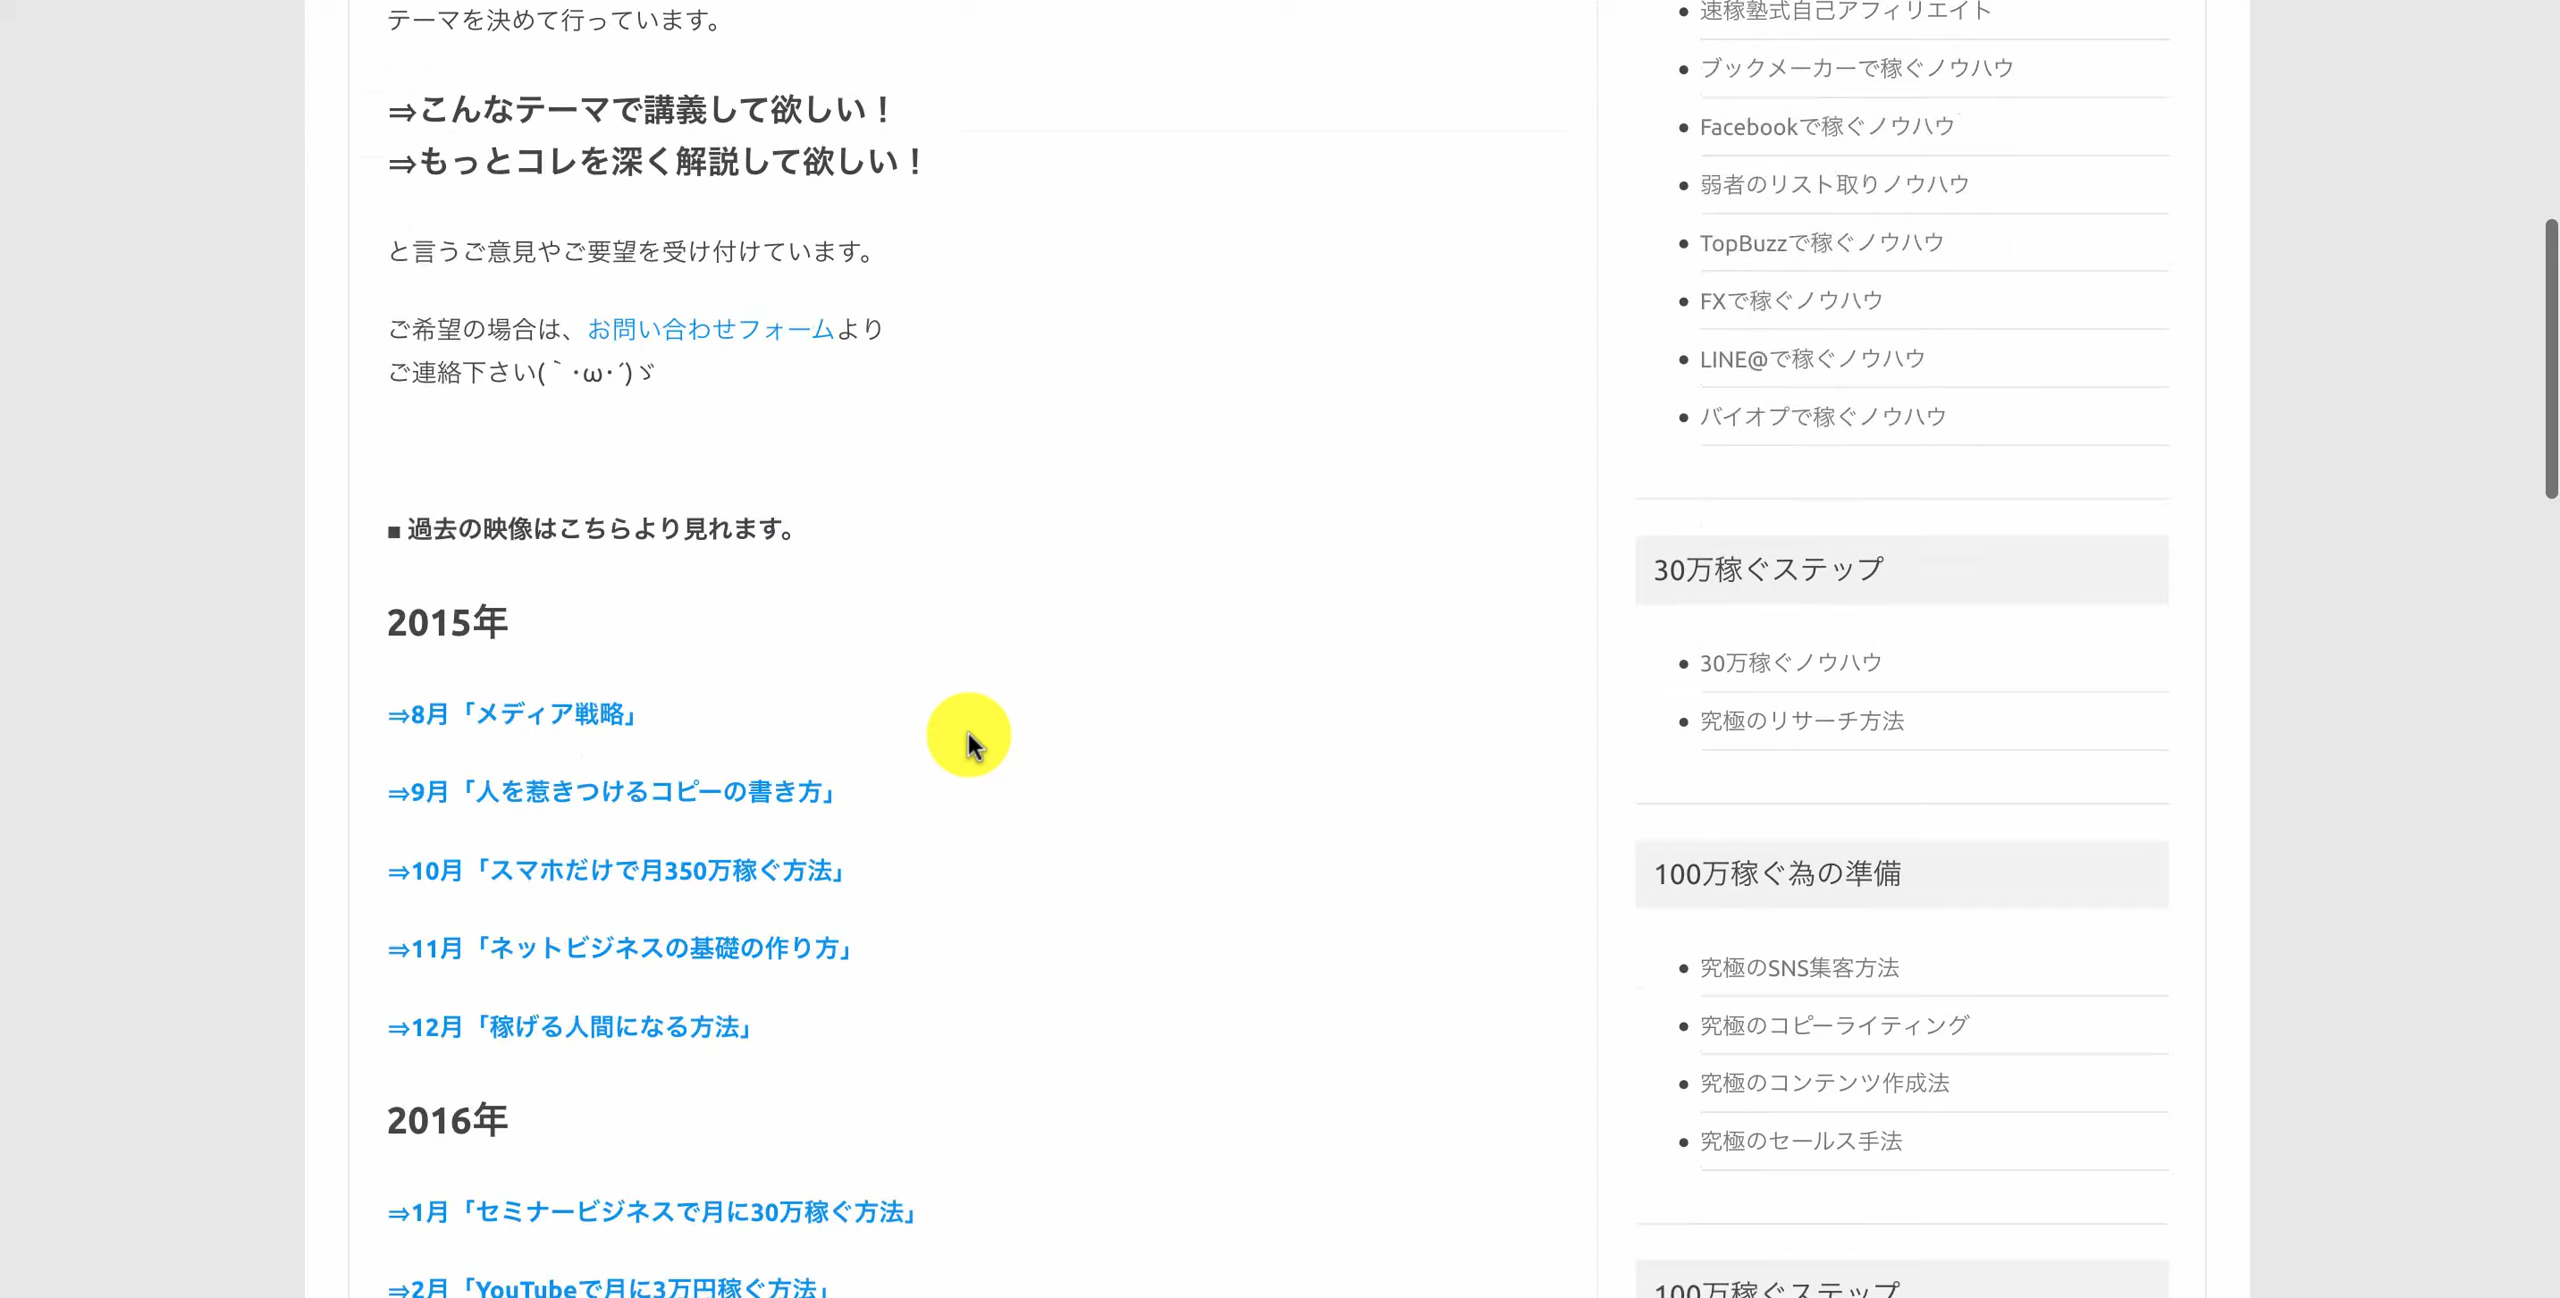 テーマを決めて行っています。
⇒こんなテーマで講義して欲しい！
⇒もっとコレを深く解説して欲しい！
と言うご意見やご要望を受け付けています。
ご希望の場合は、お問い合わせフォームより
ご連絡下さい(｀･ω･´)ゞ
■ 過去の映像はこちらより見れます。
2015年
⇒8月「メディア戦略」
⇒9月「人を惹きつけるコピーの書き方」
⇒10月「スマホだけで月350万稼ぐ方法」
⇒11月「ネットビジネスの基礎の作り方」
⇒12月「稼げる人間になる方法」
2016年
⇒1月「セミナービジネスで月に30万稼ぐ方法」
⇒2月「YouTubeで月に3万円稼ぐ方法」
• 速稼塾式自己アフィリエイト
• ブックメーカーで稼ぐノウハウ
• Facebookで稼ぐノウハウ
• 弱者のリスト取りノウハウ
• TopBuzzで稼ぐノウハウ
• FXで稼ぐノウハウ
• LINE@で稼ぐノウハウ
• バイオプで稼ぐノウハウ
30万稼ぐステップ
• 30万稼ぐノウハウ
• 究極のリサーチ方法
100万稼ぐ為の準備
• 究極のSNS集客方法
• 究極のコピーライティング
• 究極のコンテンツ作成法
• 究極のセールス手法
100万稼ぐステップ